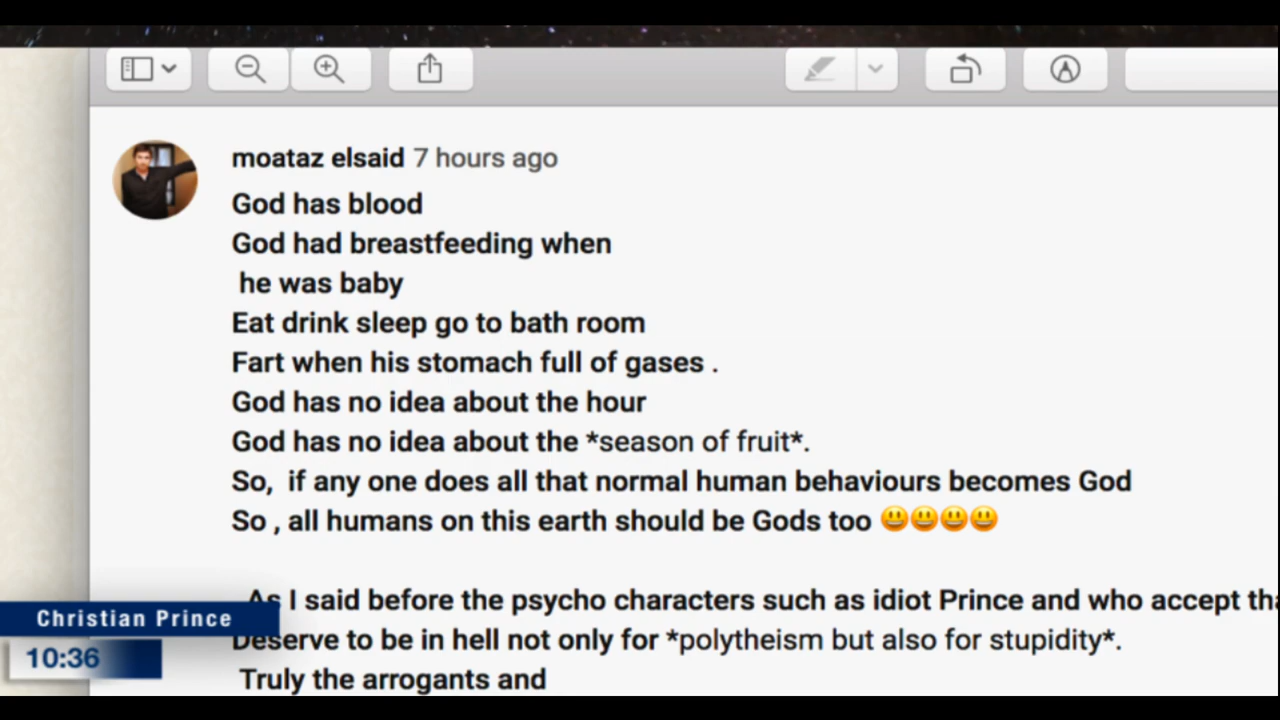 moataz elsaid 7 hours ago
God has blood
God had breastfeeding when
he was baby
Eat drink sleep go to bath room
Fart when his stomach full of gases .
God has no idea about the hour
God has no idea about the *season of fruit*.
So,  if any one does all that normal human behaviours becomes God
So , all humans on this earth should be Gods too 😃😃😃😃
As I said before the psycho characters such as idiot Prince and who accept
Deserve to be in hell not only for *polytheism but also for stupidity*.
Truly the arrogants and
Christian Prince
10:36